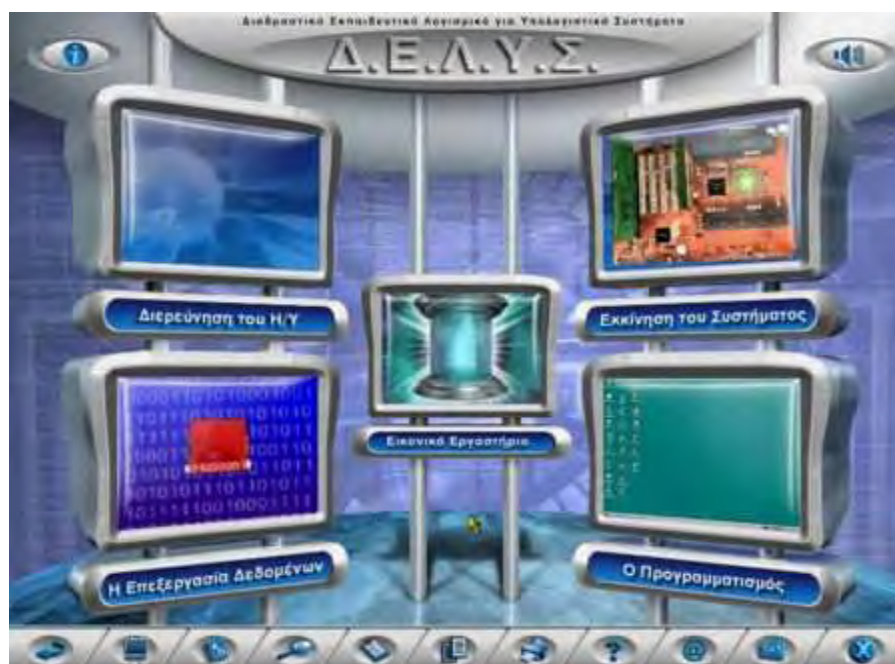 Διαδραστικό Εκπαιδευτικό Λογισμικό για Υπολογιστικά Συστήματα
Δ.Ε.Λ.Υ.Σ.
Διερεύνηση του Η/Υ
Εκκίνηση του Συστήματος
Εικονικό Εργαστήριο
Η Επεξεργασία Δεδομένων
Ο Προγραμματισμός